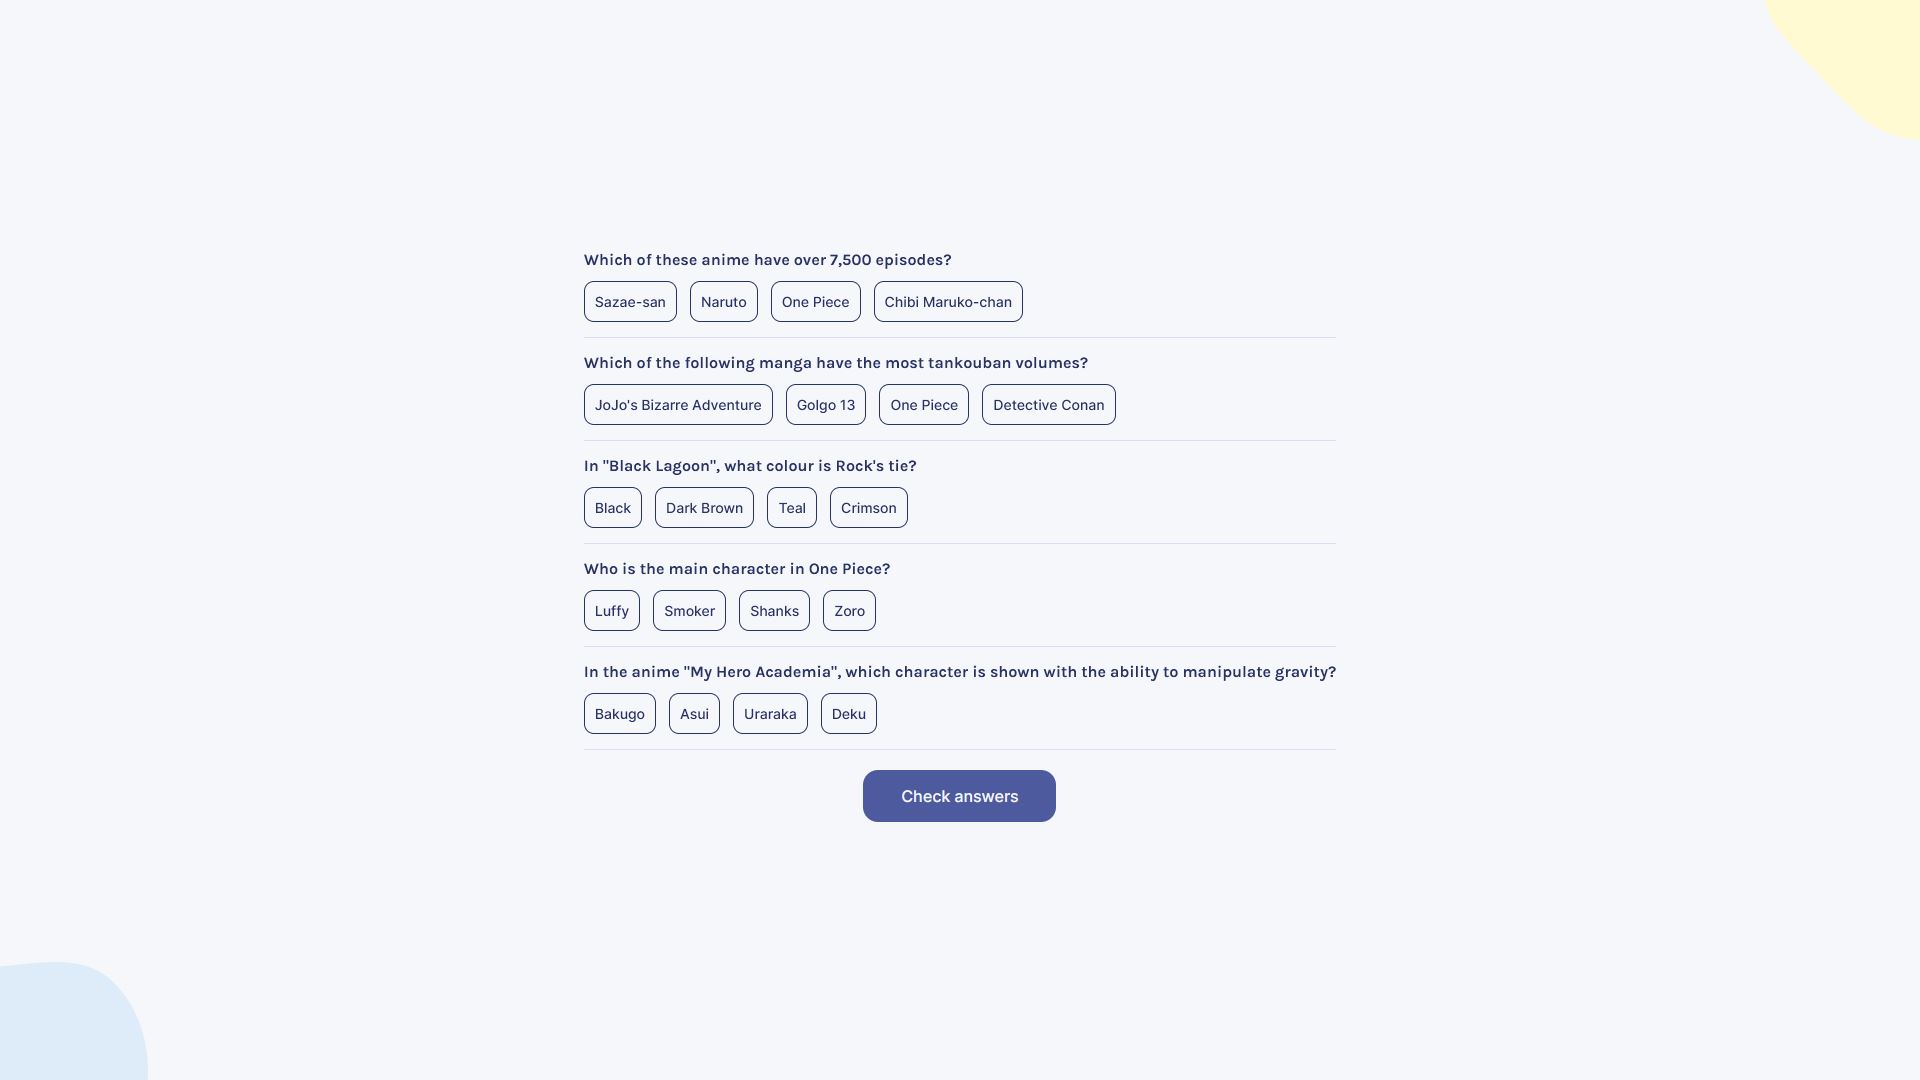 Which of these anime have over 7,500 episodes?
Sazae-san Naruto One Piece Chibi Maruko-chan
Which of the following manga have the most tankouban volumes?
JoJo's Bizarre Adventure Golgo 13 One Piece Detective Conan
In "Black Lagoon", what colour is Rock's tie?
Black Dark Brown Teal Crimson
Who is the main character in One Piece?
Luffy Smoker Shanks Zoro
In the anime "My Hero Academia", which character is shown with the ability to manipulate gravity?
Bakugo Asui Uraraka Deku
Check answers